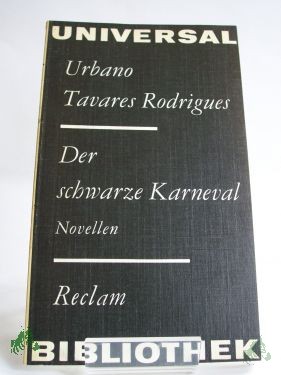 UNIVERSAL
Urbano
Tavares Rodrigues
Der
schwarze Karneval
Novellen
Reclam
BIBLIOTHEK